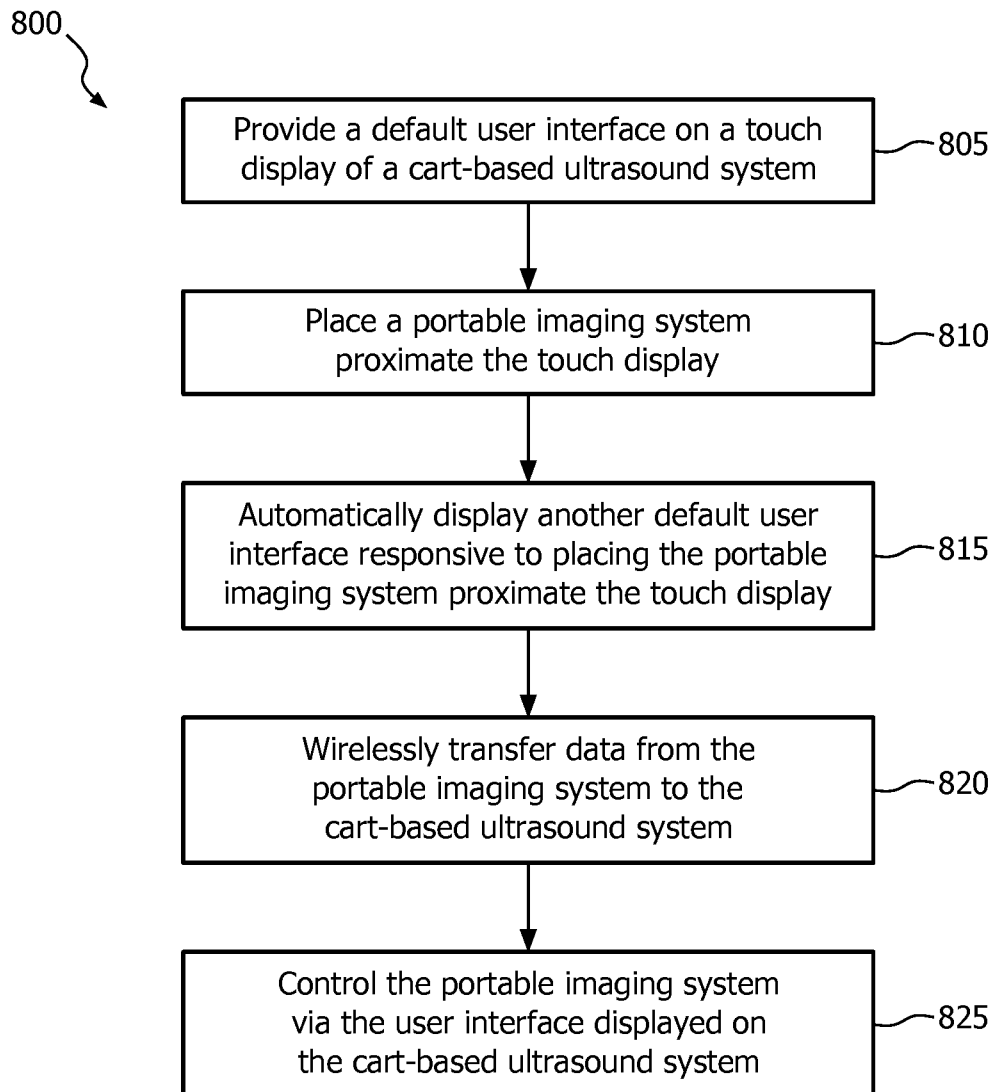 800
Provide a default user interface on a touch
display of a cart-based ultrasound system
805
Place a portable imaging system
proximate the touch display
810
Automatically display another default user
interface responsive to placing the portable
imaging system proximate the touch display
815
Wirelessly transfer data from the
portable imaging system to the
cart-based ultrasound system
820
Control the portable imaging system
via the user interface displayed on
the cart-based ultrasound system
825